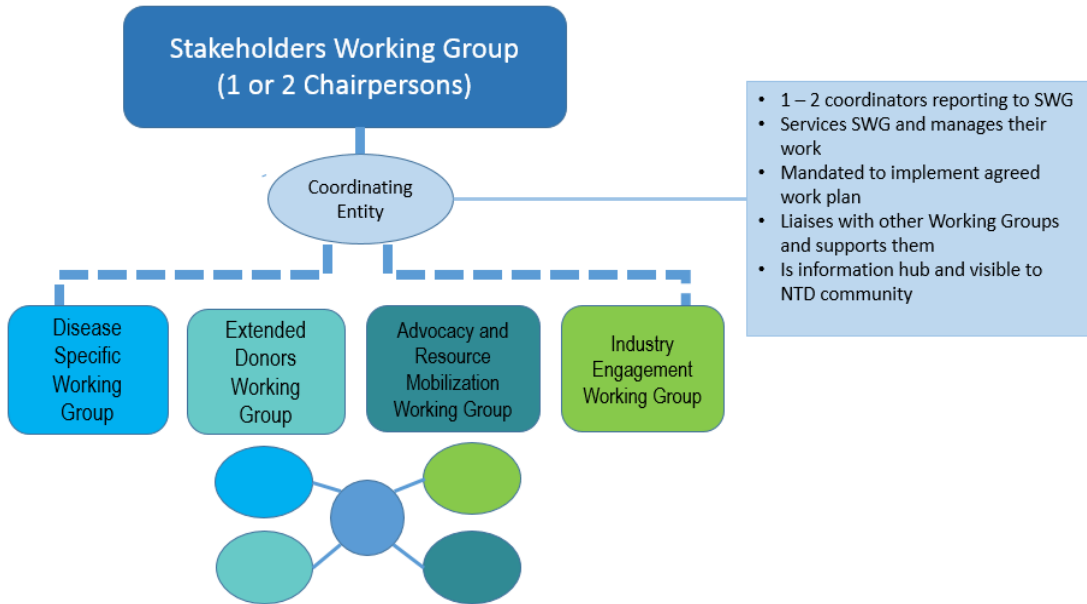 Stakeholders Working Group
(1 or 2 Chairpersons)
Coordinating
Entity
• 1 – 2 coordinators reporting to SWG
• Services SWG and manages their
work
• Mandated to implement agreed
work plan
• Liaises with other Working Groups
and supports them
• Is information hub and visible to
NTD community
Disease
Specific
Working
Group
Extended
Donors
Working
Group
Advocacy and
Resource
Mobilization
Working Group
Industry
Engagement
Working Group